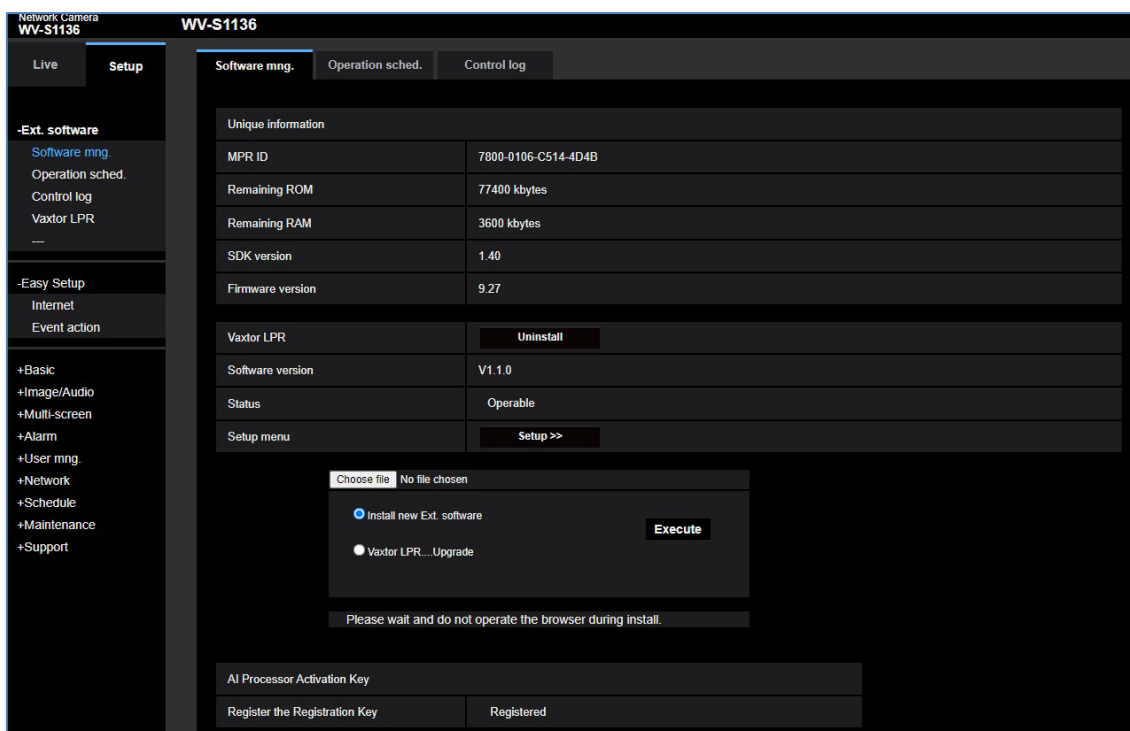 Network Camera
WV-S1136
WV-S1136
Live
Setup
Software mng.
Operation sched.
Control log
-Ext. software
Software mng.
Operation sched.
Control log
Vaxtor LPR
---
-Easy Setup
Internet
Event action
+Basic
+Image/Audio
+Multi-screen
+Alarm
+User mng.
+Network
+Schedule
+Maintenance
+Support
Unique information
MPR ID 7800-0106-C514-4D4B
Remaining ROM 77400 kbytes
Remaining RAM 3600 kbytes
SDK version 1.40
Firmware version 9.27
Vaxtor LPR Uninstall
Software version V1.1.0
Status Operable
Setup menu Setup >>
Choose file No file chosen
Install new Ext. software
Execute
Vaxtor LPR....Upgrade
Please wait and do not operate the browser during install.
AI Processor Activation Key
Register the Registration Key Registered